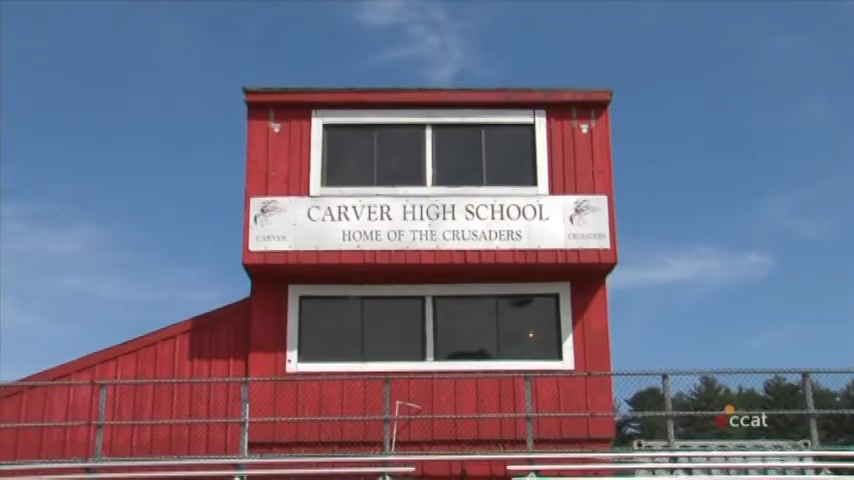 CARVER HIGH SCHOOL
HOME OF THE CRUSADERS
CARVER
CRUSADERS
ccat